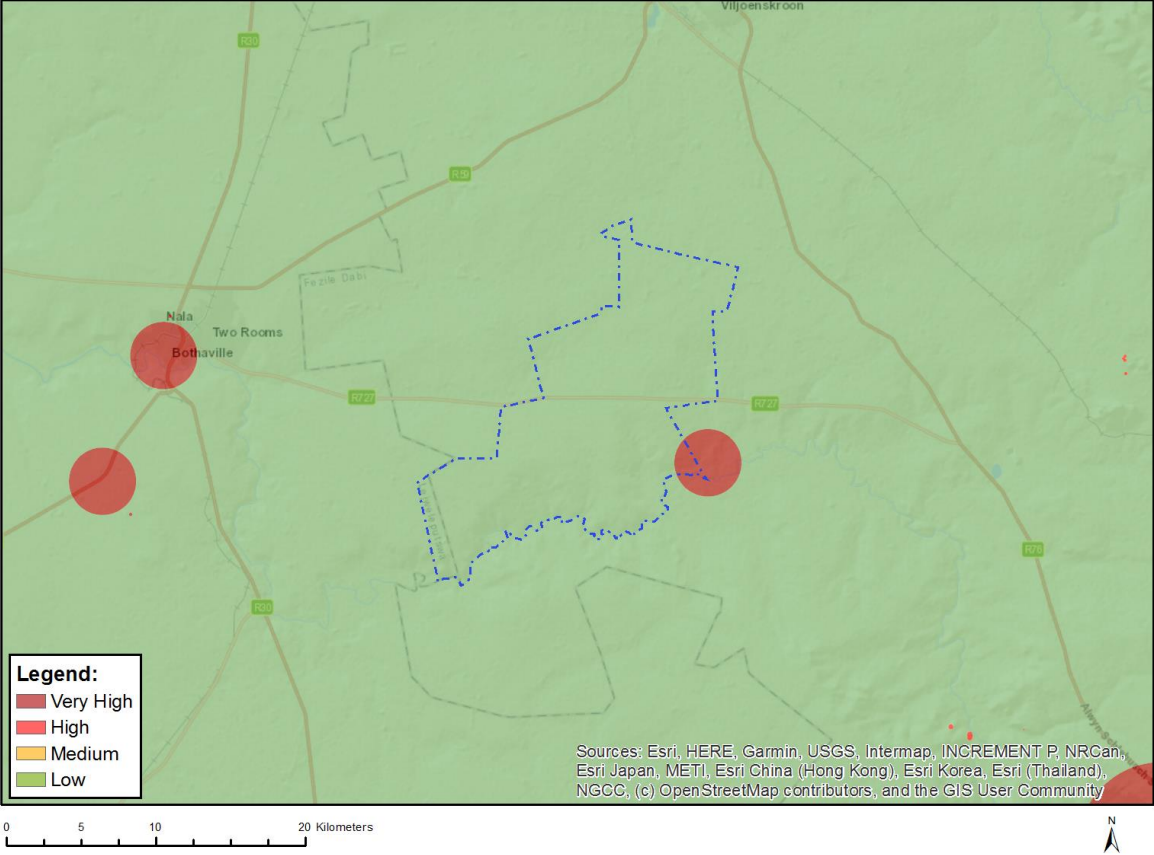 Viljoenskroon
R30
R59
Fezile Dabi
Nala
Two Rooms
Bothaville
R727
R727
R76
R30
Legend:
Very High
High
Medium
Low
Sources: Esri, HERE, Garmin, USGS, Intermap, INCREMENT P, NRCan,
Esri Japan, METI, Esri China (Hong Kong), Esri Korea, Esri (Thailand),
NGCC, (c) OpenStreetMap contributors, and the GIS User Community
0 5 10 20 Kilometers
N